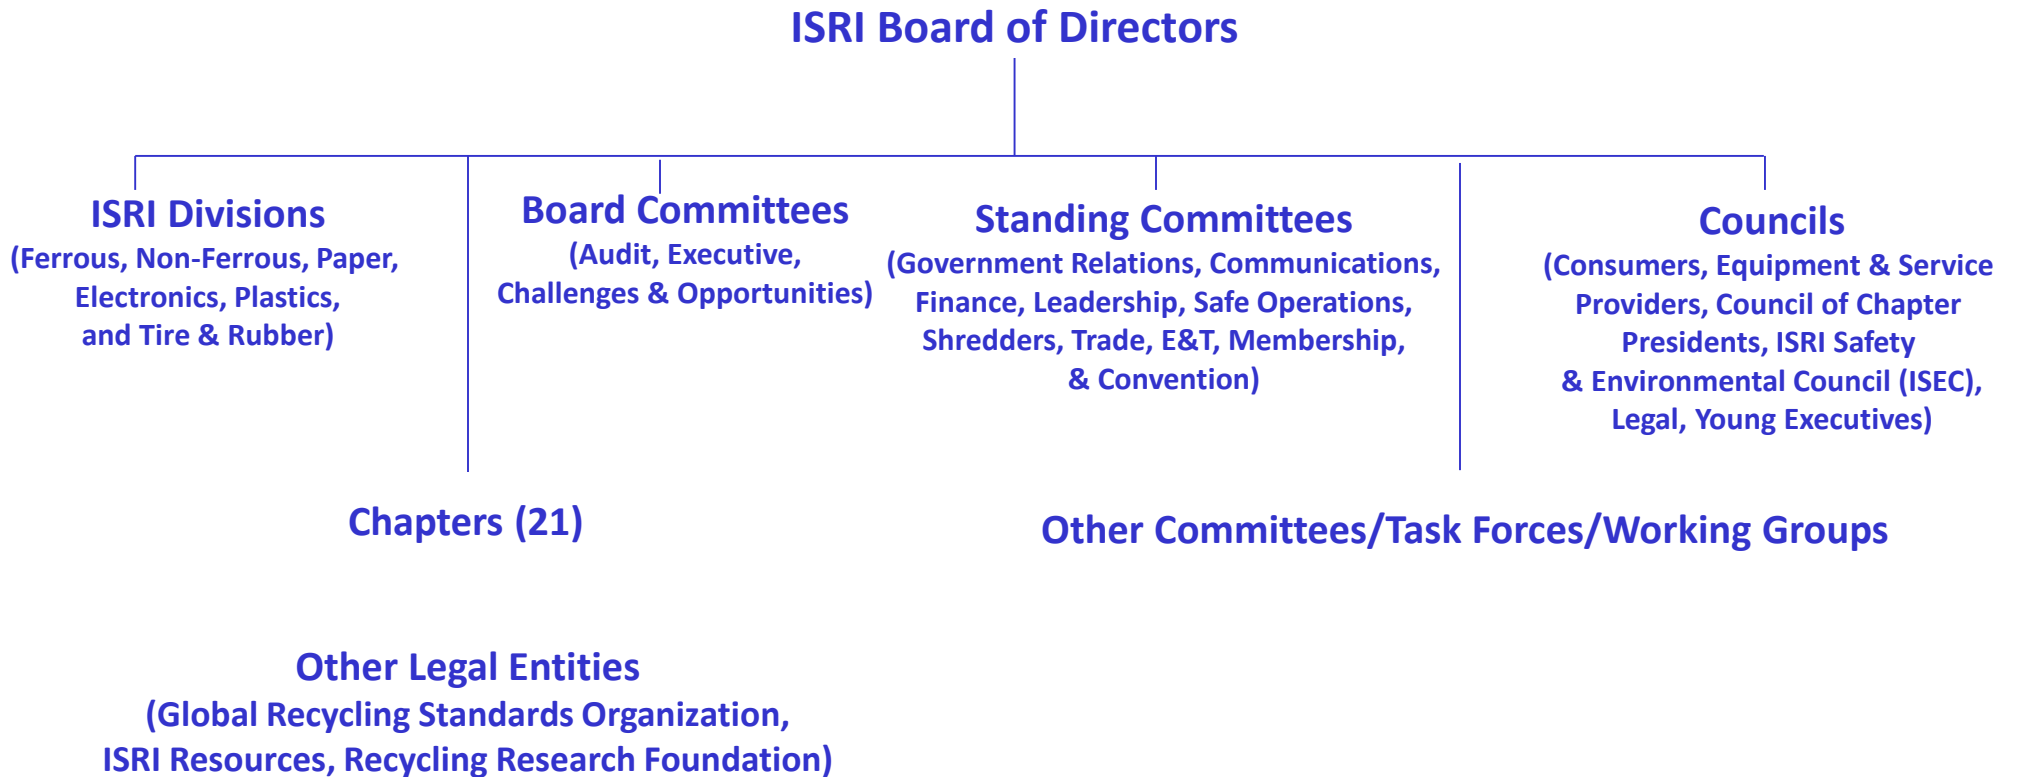 ISRI Board of Directors
ISRI Divisions
(Ferrous, Non-Ferrous, Paper,
Electronics, Plastics,
and Tire & Rubber)
Board Committees
(Audit, Executive,
Challenges & Opportunities)
Standing Committees
(Government Relations, Communications,
Finance, Leadership, Safe Operations,
Shredders, Trade, E&T, Membership,
& Convention)
Councils
(Consumers, Equipment & Service
Providers, Council of Chapter
Presidents, ISRI Safety
& Environmental Council (ISEC),
Legal, Young Executives)
Chapters (21)
Other Committees/Task Forces/Working Groups
Other Legal Entities
(Global Recycling Standards Organization,
ISRI Resources, Recycling Research Foundation)